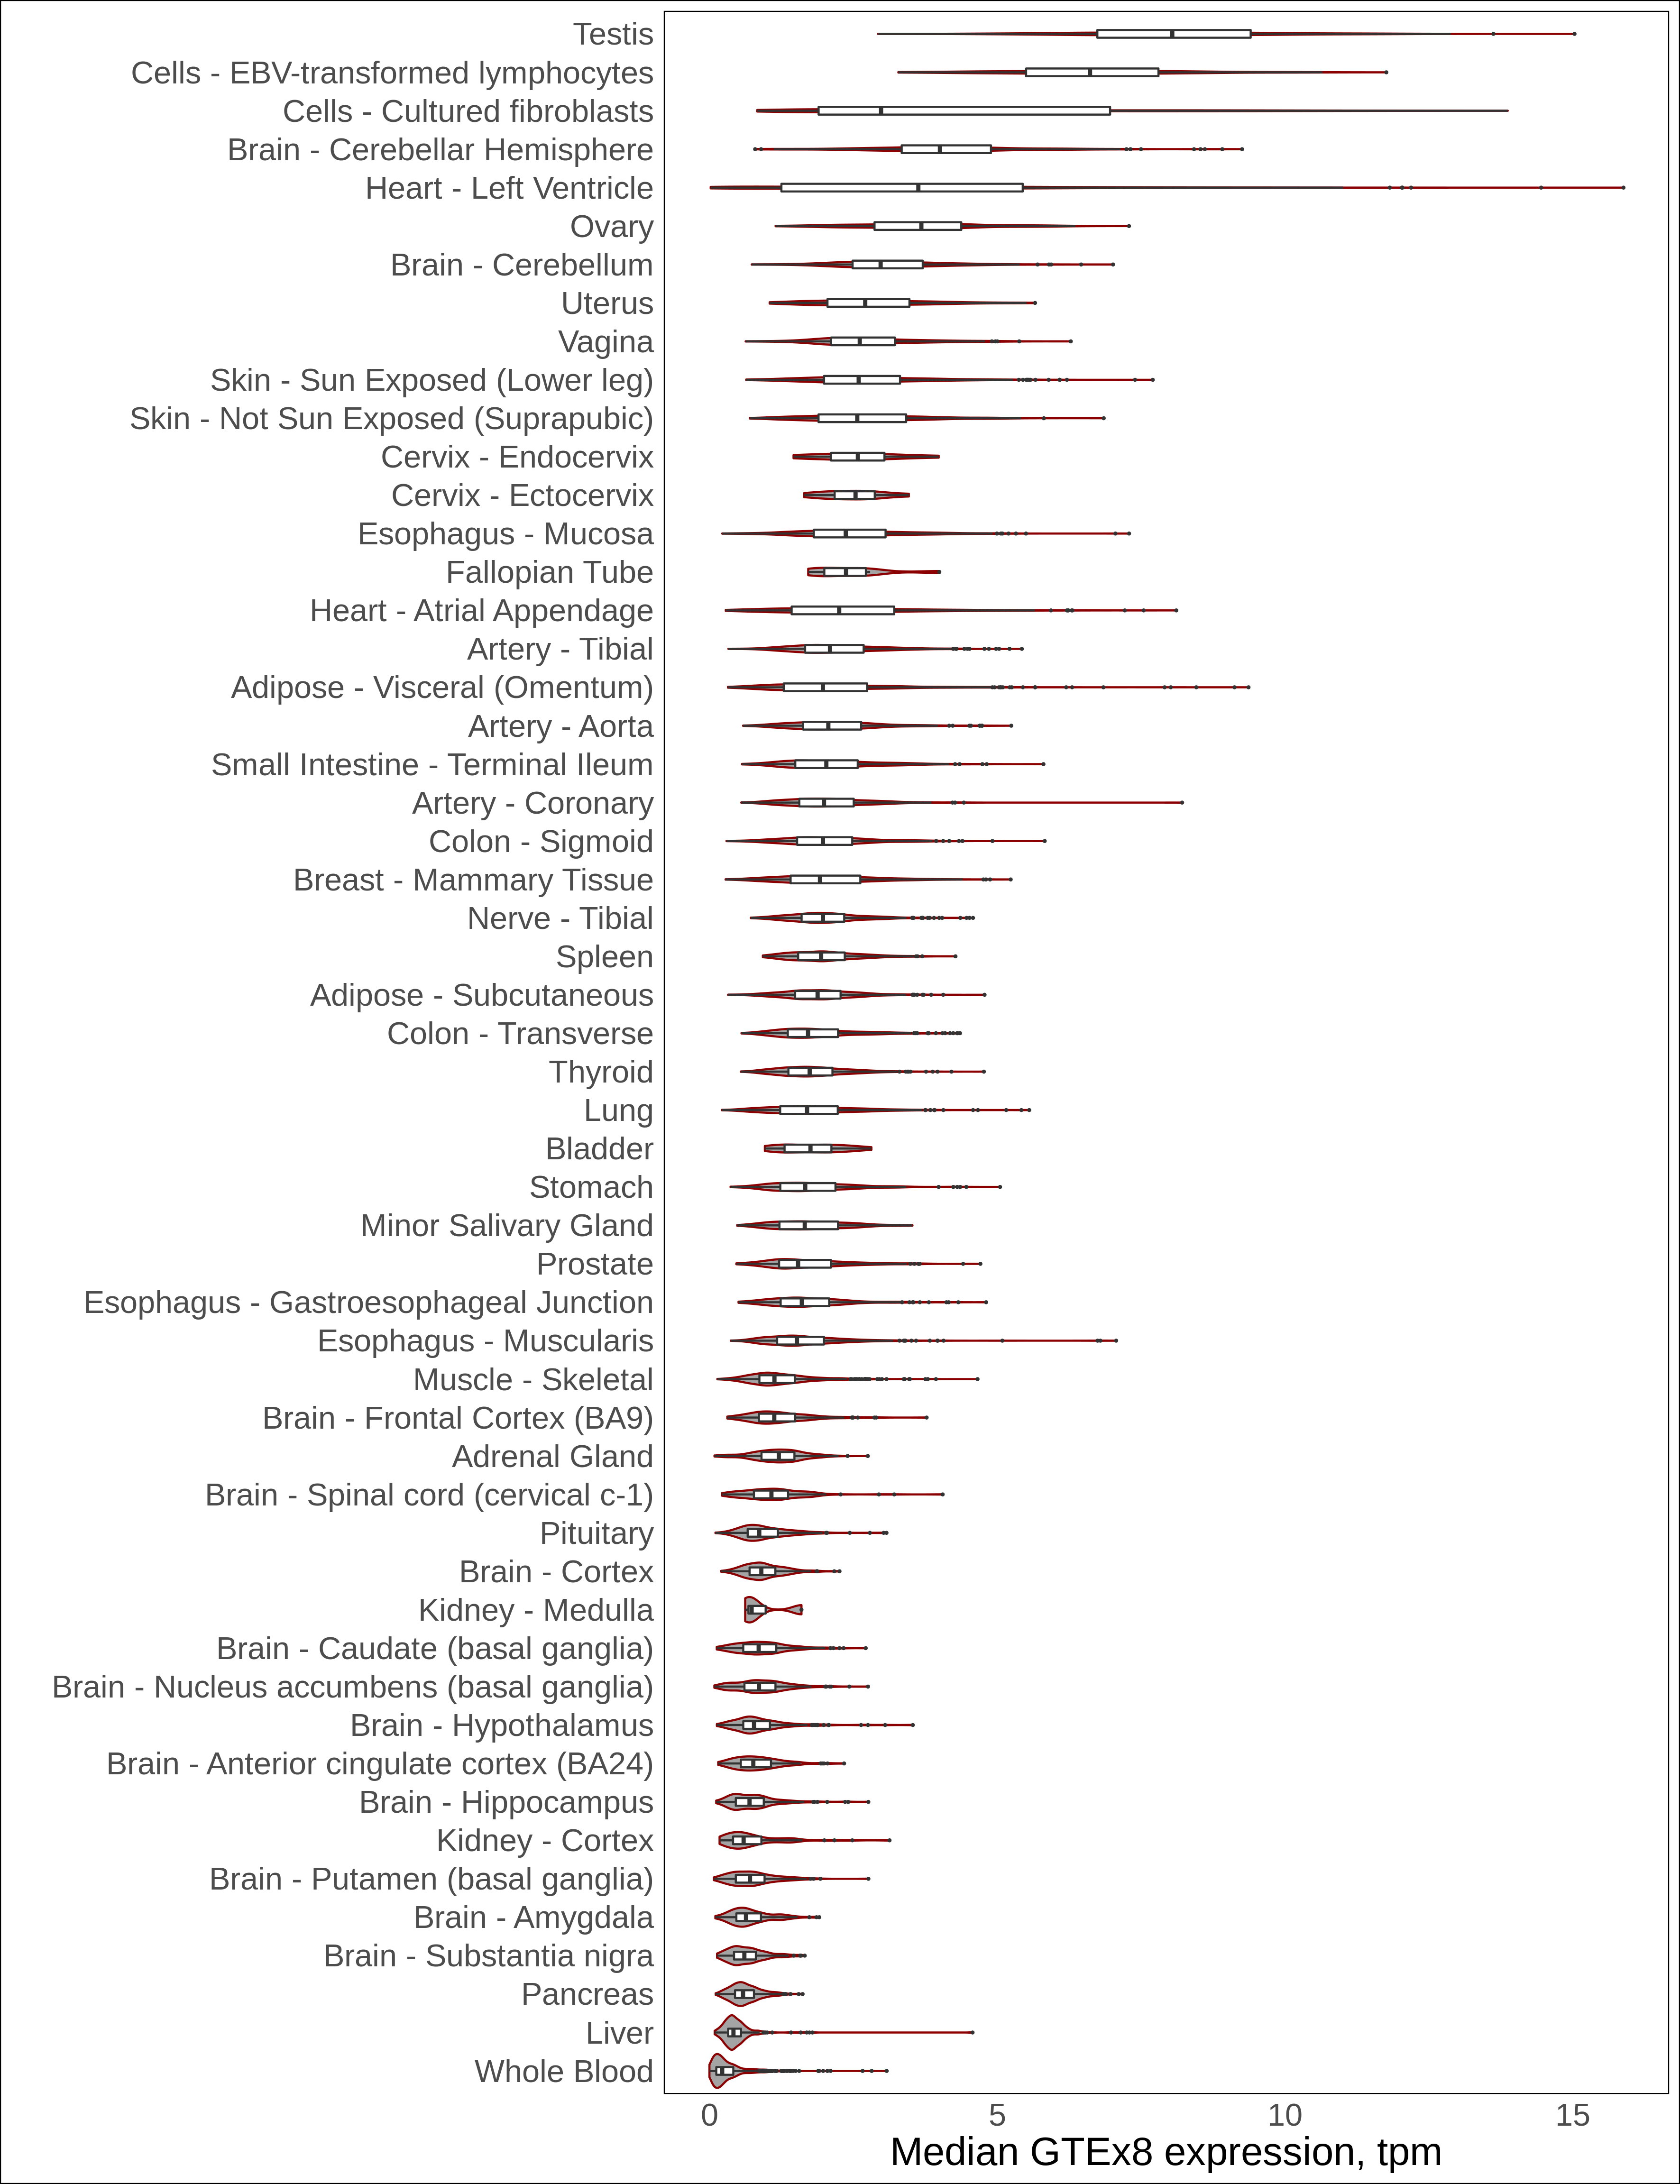 Testis
Cells - EBV-transformed lymphocytes
Cells - Cultured fibroblasts
Brain - Cerebellar Hemisphere
Heart - Left Ventricle
Ovary
Brain - Cerebellum
Uterus
Vagina
Skin - Sun Exposed (Lower leg)
Skin - Not Sun Exposed (Suprapubic)
Cervix - Endocervix
Cervix - Ectocervix
Esophagus - Mucosa
Fallopian Tube
Heart - Atrial Appendage
Artery - Tibial
Adipose - Visceral (Omentum)
Artery - Aorta
Small Intestine - Terminal Ileum
Artery - Coronary
Colon - Sigmoid
Breast - Mammary Tissue
Nerve - Tibial
Spleen
Adipose - Subcutaneous
Colon - Transverse
Thyroid
Lung
Bladder
Stomach
Minor Salivary Gland
Prostate
Esophagus - Gastroesophageal Junction
Esophagus - Muscularis
Muscle - Skeletal
Brain - Frontal Cortex (BA9)
Adrenal Gland
Brain - Spinal cord (cervical c-1)
Pituitary
Brain - Cortex
Kidney - Medulla
Brain - Caudate (basal ganglia)
Brain - Nucleus accumbens (basal ganglia)
Brain - Hypothalamus
Brain - Anterior cingulate cortex (BA24)
Brain - Hippocampus
Kidney - Cortex
Brain - Putamen (basal ganglia)
Brain - Amygdala
Brain - Substantia nigra
Pancreas
Liver
Whole Blood
0 5 10 15
Median GTEx8 expression, tpm